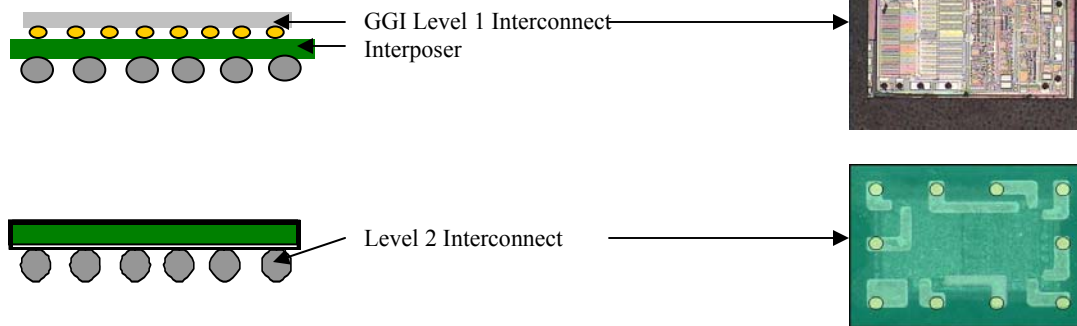 GGI Level 1 Interconnect
Interposer
Level 2 Interconnect